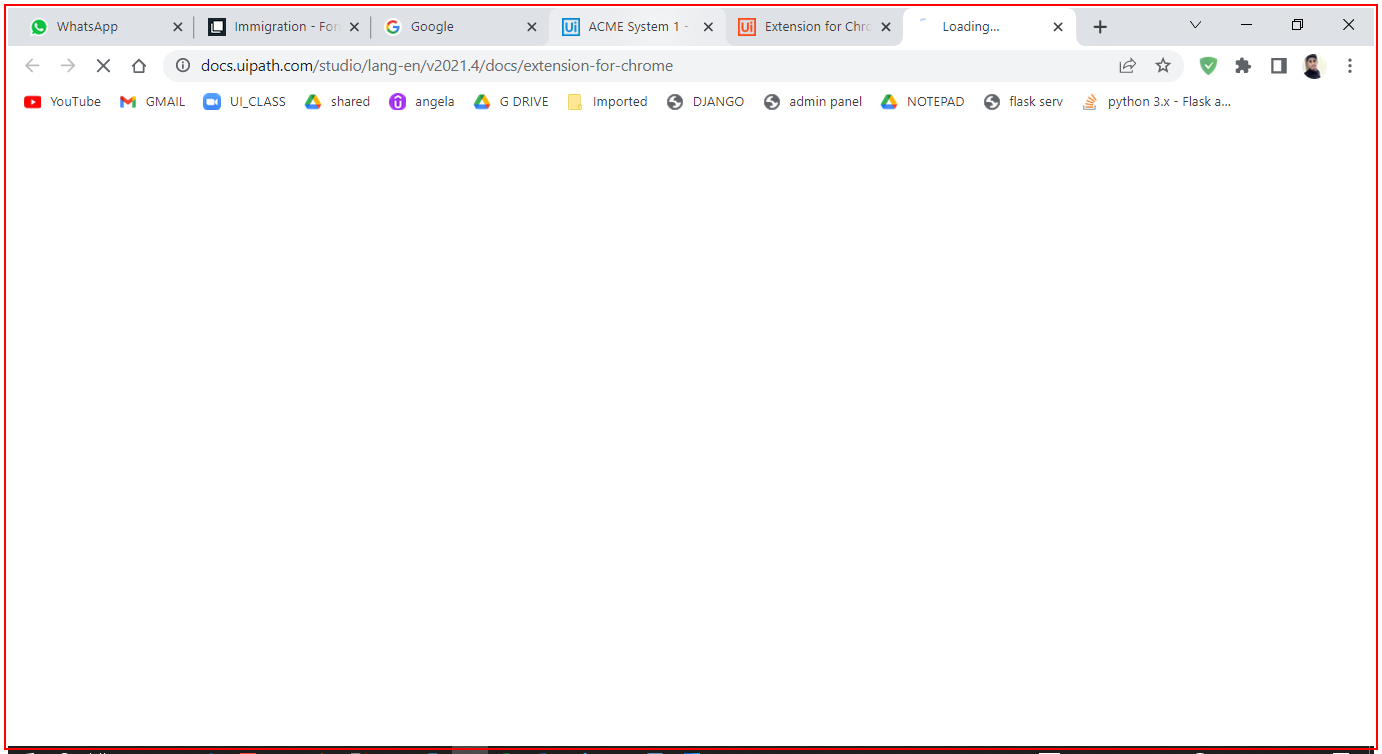 WhatsApp Immigration - For Google ACME System 1 - Extension for Chro Loading...
docs.uipath.com/studio/lang-en/v2021.4/docs/extension-for-chrome
YouTube GMAIL UI_CLASS shared angela G DRIVE Imported DJANGO admin panel NOTEPAD flask serv python 3.x - Flask a...